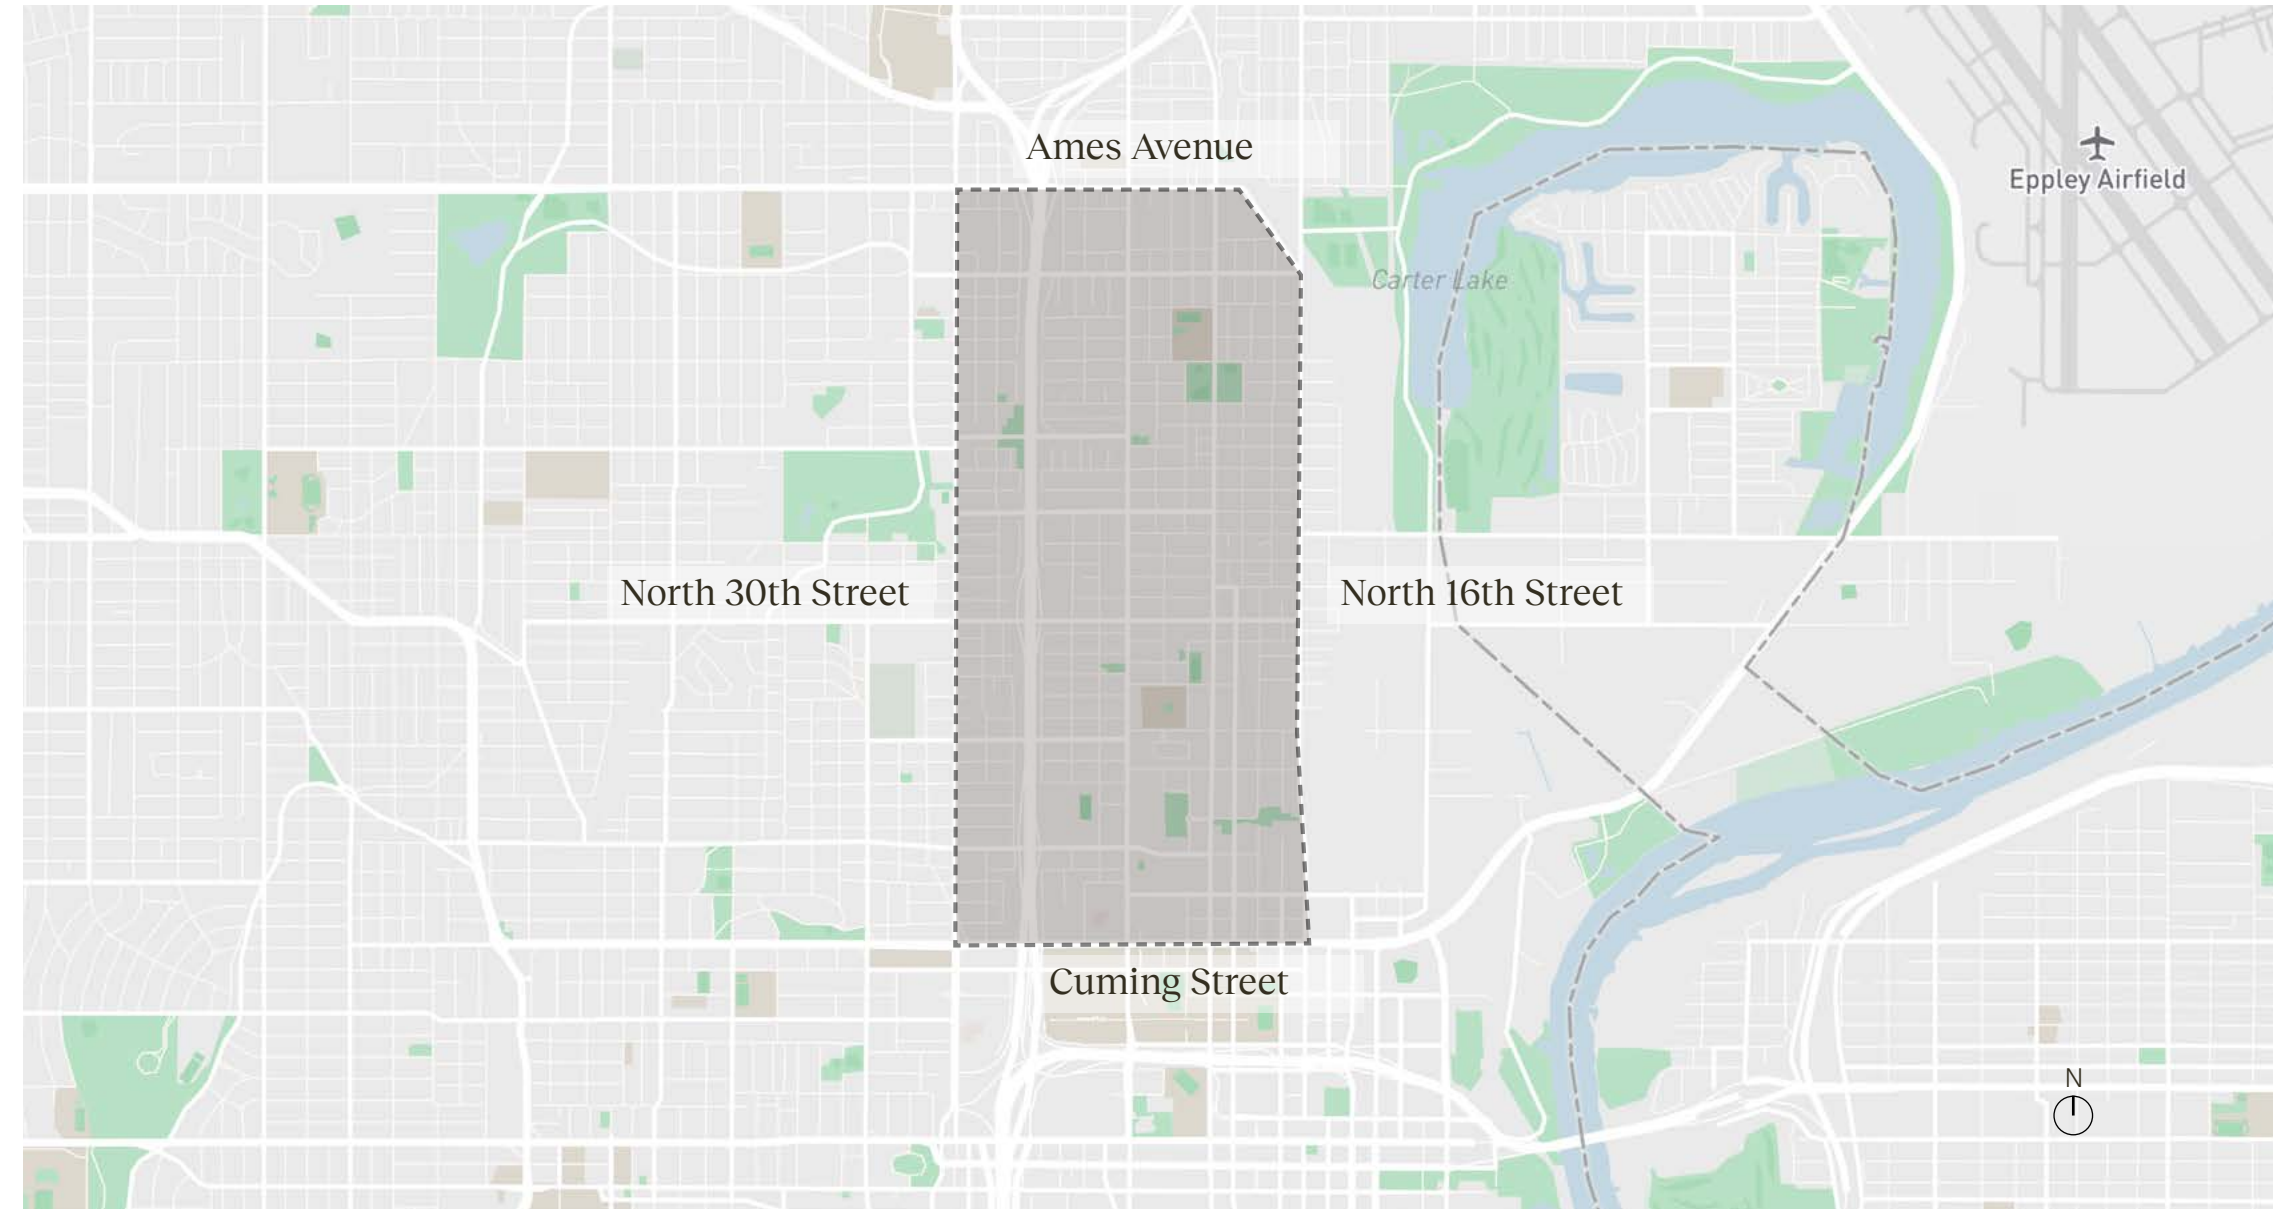 Ames Avenue
Eppley Airfield
Carter Lake
North 30th Street
North 16th Street
Cuming Street
N